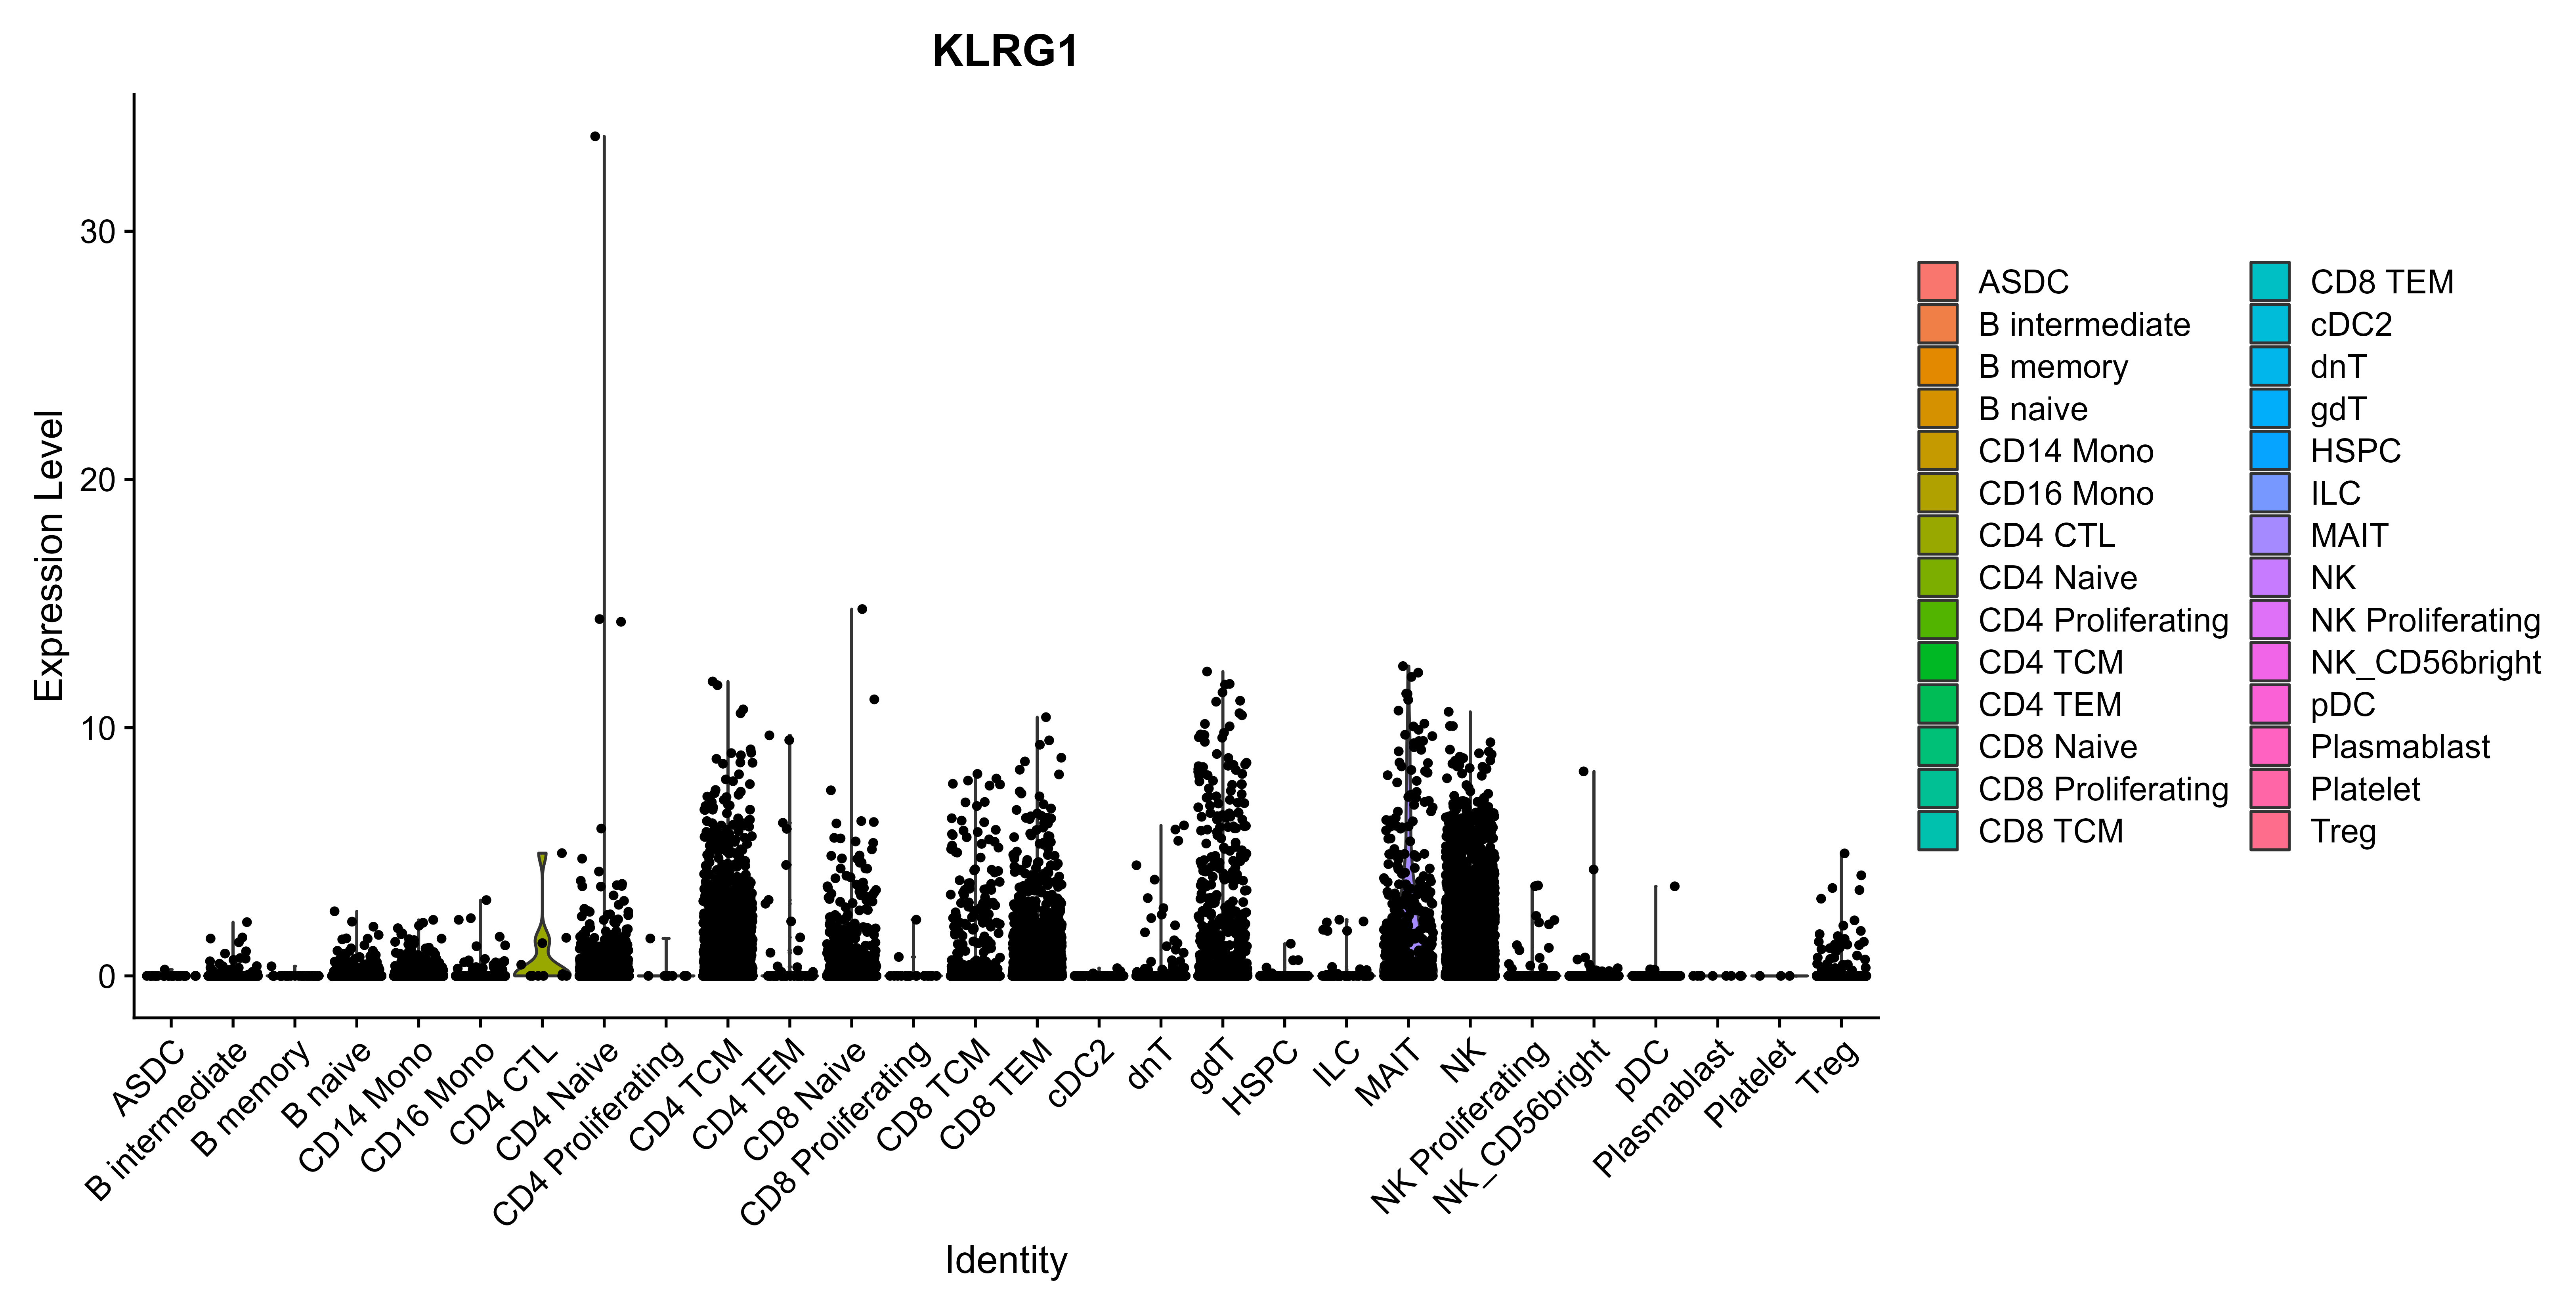 KLRG1
Expression Level
30
20
10
0
ASDC
B intermediate
B memory
B naive
CD14 Mono
CD16 Mono
CD4 CTL
CD4 Naive
CD4 Proliferating
CD4 TCM
CD4 TEM
CD8 Naive
CD8 Proliferating
CD8 TCM
CD8 TEM
cDC2
dnT
gdT
HSPC
ILC
MAIT
NK
NK Proliferating
NK_CD56bright
pDC
Plasmablast
Platelet
Treg
Identity
ASDC
B intermediate
B memory
B naive
CD14 Mono
CD16 Mono
CD4 CTL
CD4 Naive
CD4 Proliferating
CD4 TCM
CD4 TEM
CD8 Naive
CD8 Proliferating
CD8 TCM
CD8 TEM
cDC2
dnT
gdT
HSPC
ILC
MAIT
NK
NK Proliferating
NK_CD56bright
pDC
Plasmablast
Platelet
Treg